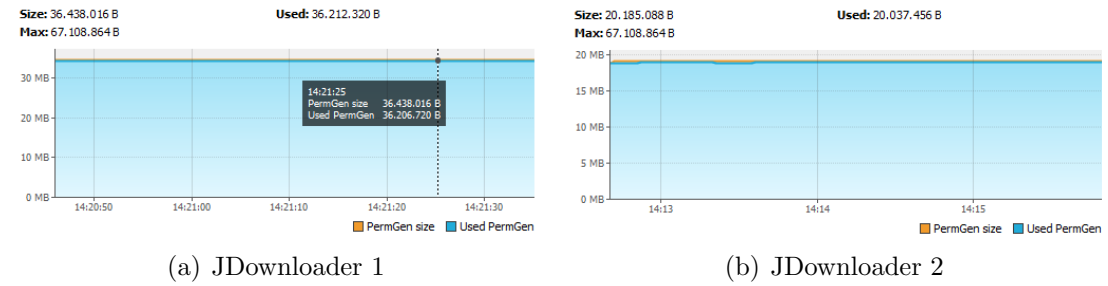 Size: 36.438.016 B Used: 36.212.320 B
Max: 67.108.864 B
30 MB
20 MB
10 MB
0 MB
14:21:25
PermGen size 36.438.016 B
Used PermGen 36.206.720 B
14:20:50 14:21:00 14:21:10 14:21:20 14:21:30
PermGen size Used PermGen
(a) JDownloader 1
Size: 20.185.088 B Used: 20.037.456 B
Max: 67.108.864 B
20 MB
15 MB
10 MB
5 MB
0 MB
14:13 14:14 14:15
PermGen size Used PermGen
(b) JDownloader 2